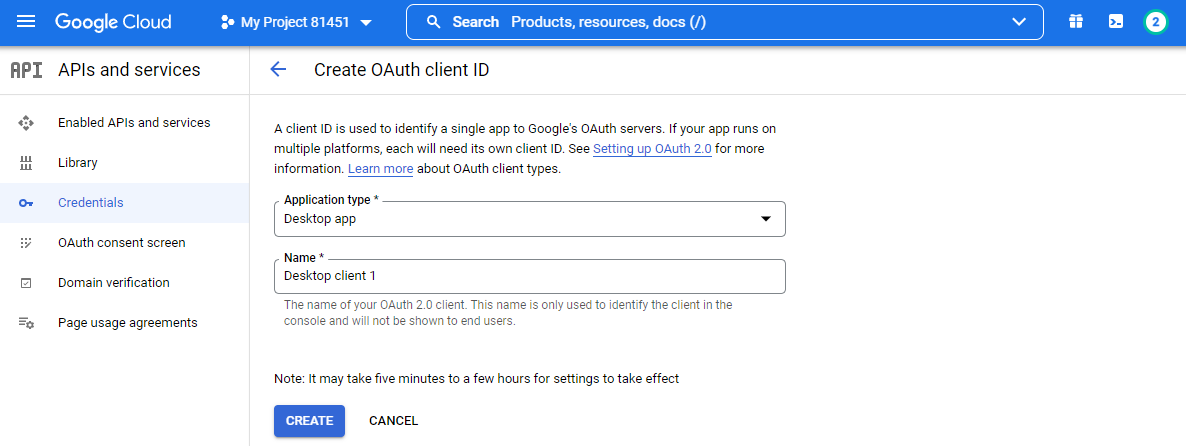 Google Cloud
My Project 81451
Search Products, resources, docs (/)
2
API APIs and services
Create OAuth client ID
Enabled APIs and services
Library
Credentials
OAuth consent screen
Domain verification
Page usage agreements
A client ID is used to identify a single app to Google's OAuth servers. If your app runs on
multiple platforms, each will need its own client ID. See Setting up OAuth 2.0 for more
information. Learn more about OAuth client types.
Application type *
Desktop app
Name *
Desktop client 1
The name of your OAuth 2.0 client. This name is only used to identify the client in the
console and will not be shown to end users.
Note: It may take five minutes to a few hours for settings to take effect
CREATE CANCEL